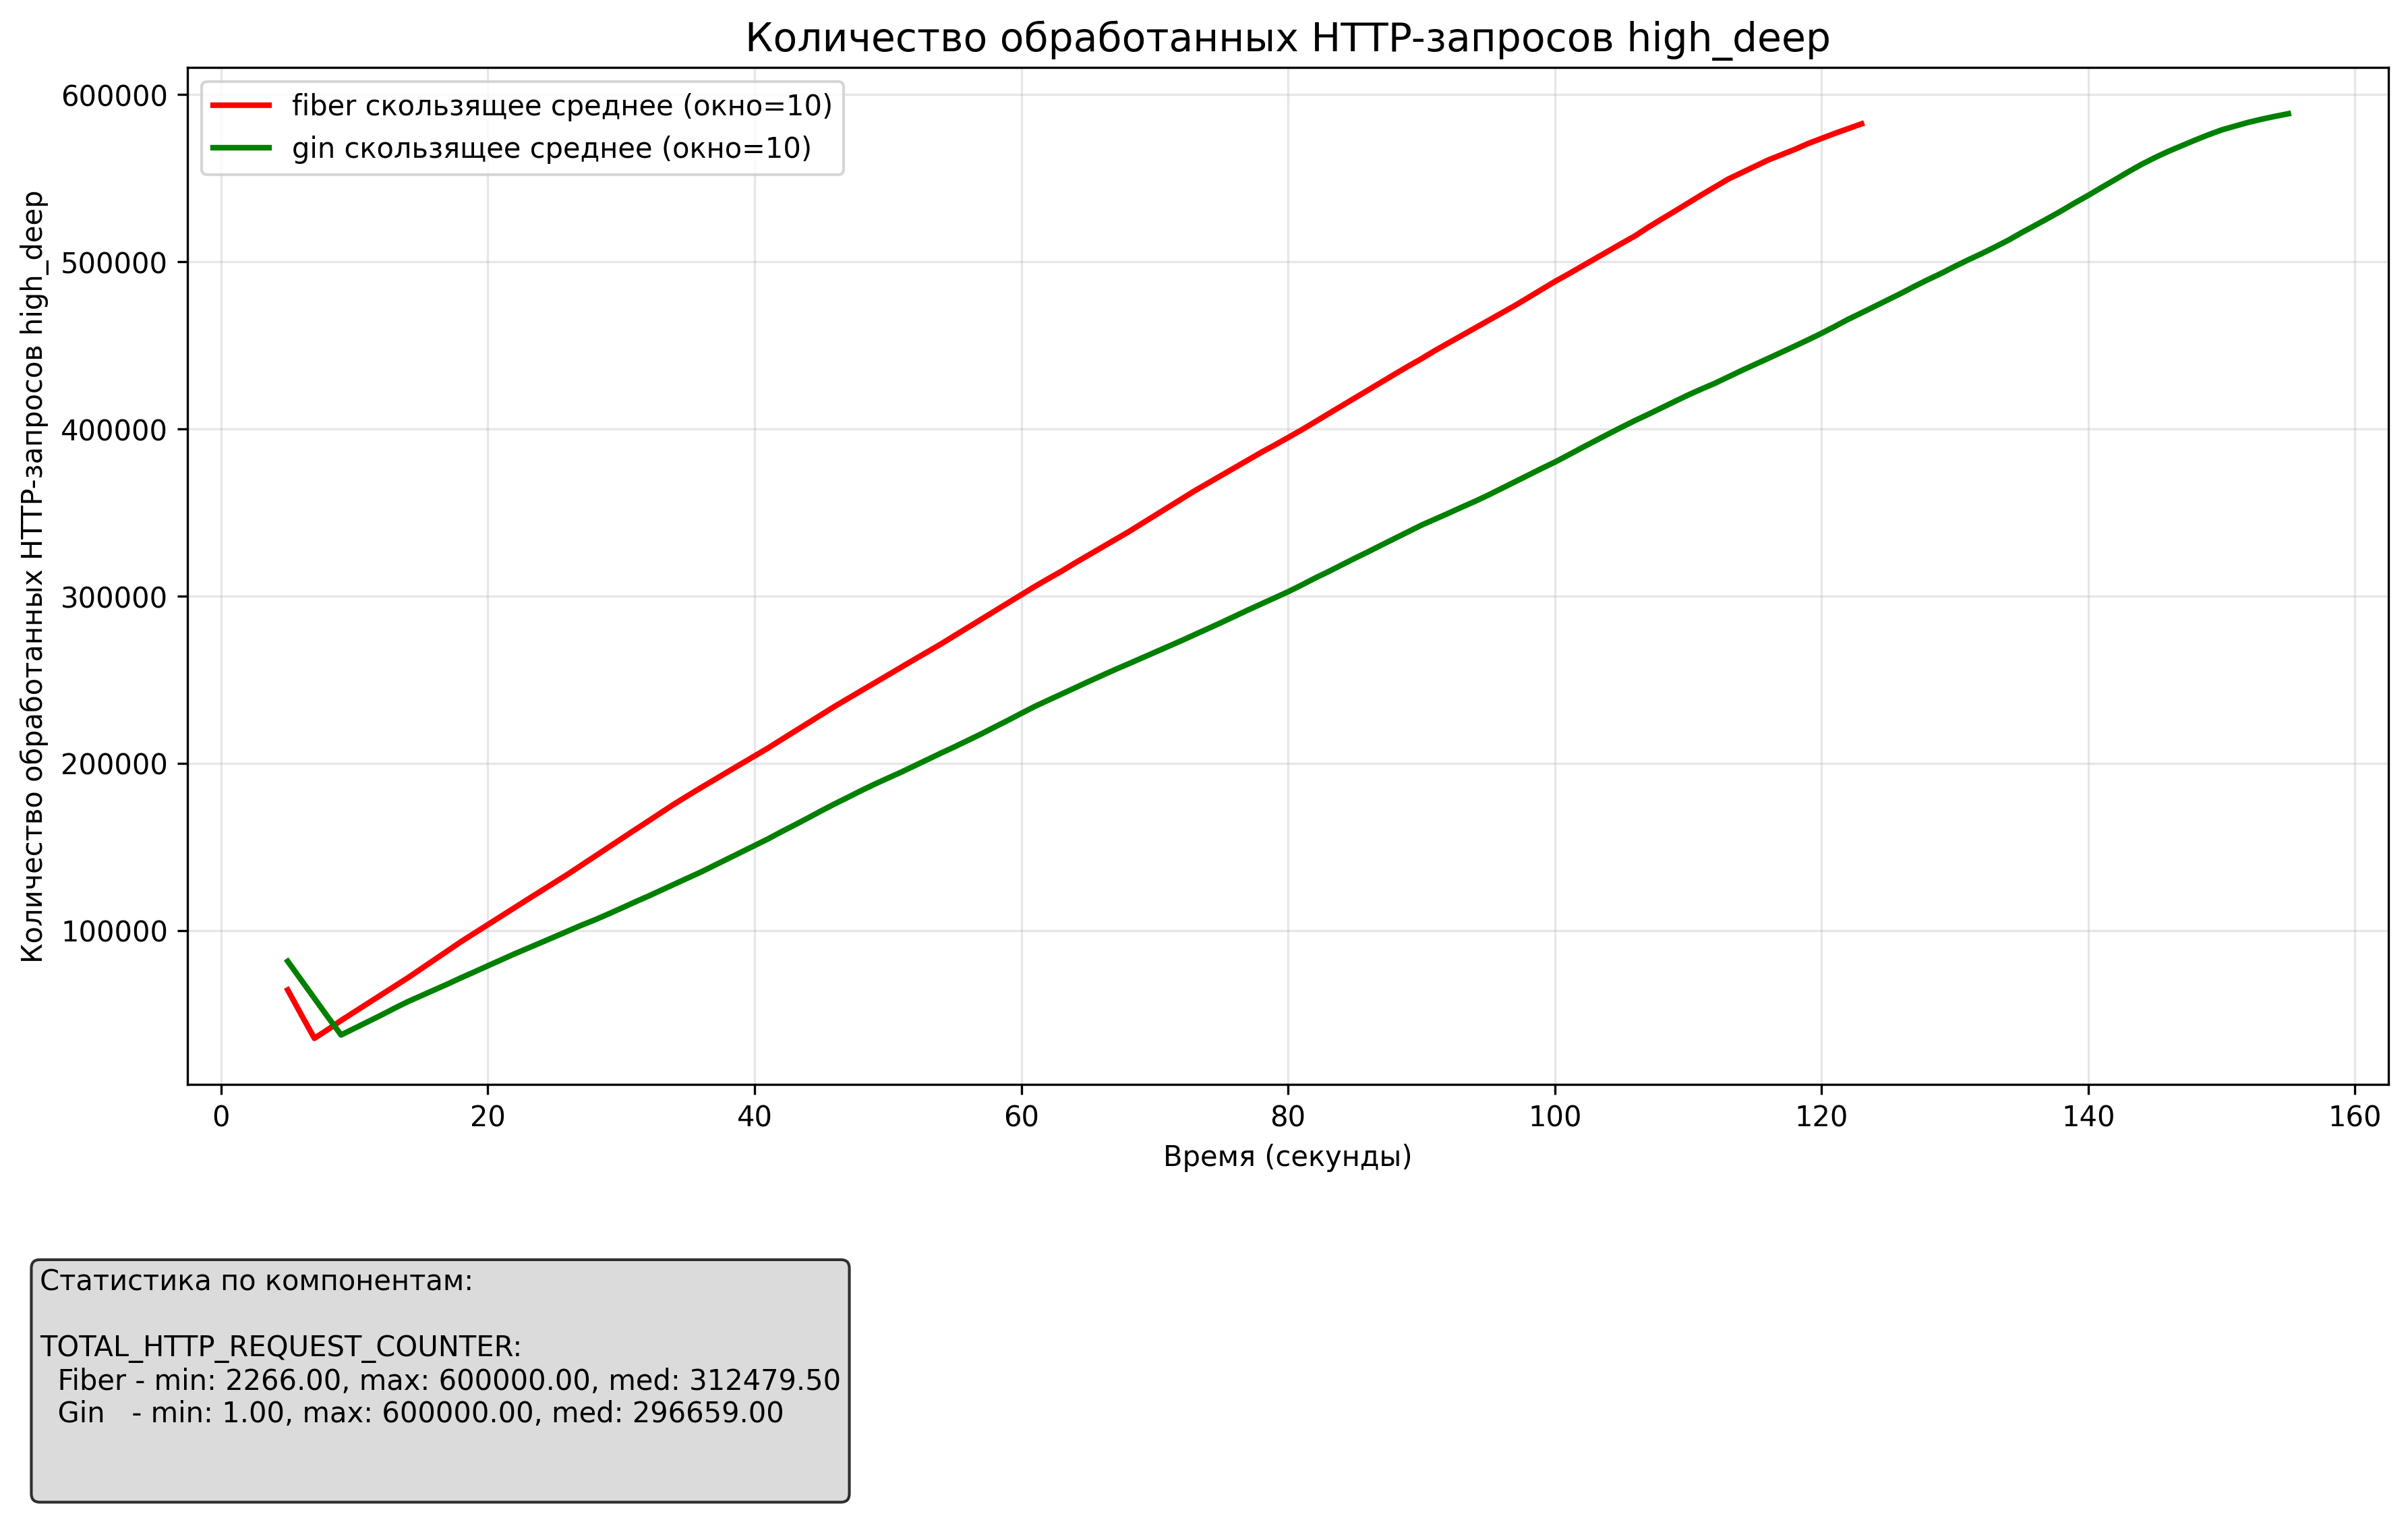 Количество обработанных HTTP-запросов high_deep
fiber скользящее среднее (окно=10)
gin скользящее среднее (окно=10)
Количество обработанных HTTP-запросов high_deep
600000
500000
400000
300000
200000
100000
0 20 40 60 80 100 120 140 160
Время (секунды)
Статистика по компонентам:
TOTAL_HTTP_REQUEST_COUNTER:
Fiber - min: 2266.00, max: 600000.00, med: 312479.50
Gin - min: 1.00, max: 600000.00, med: 296659.00